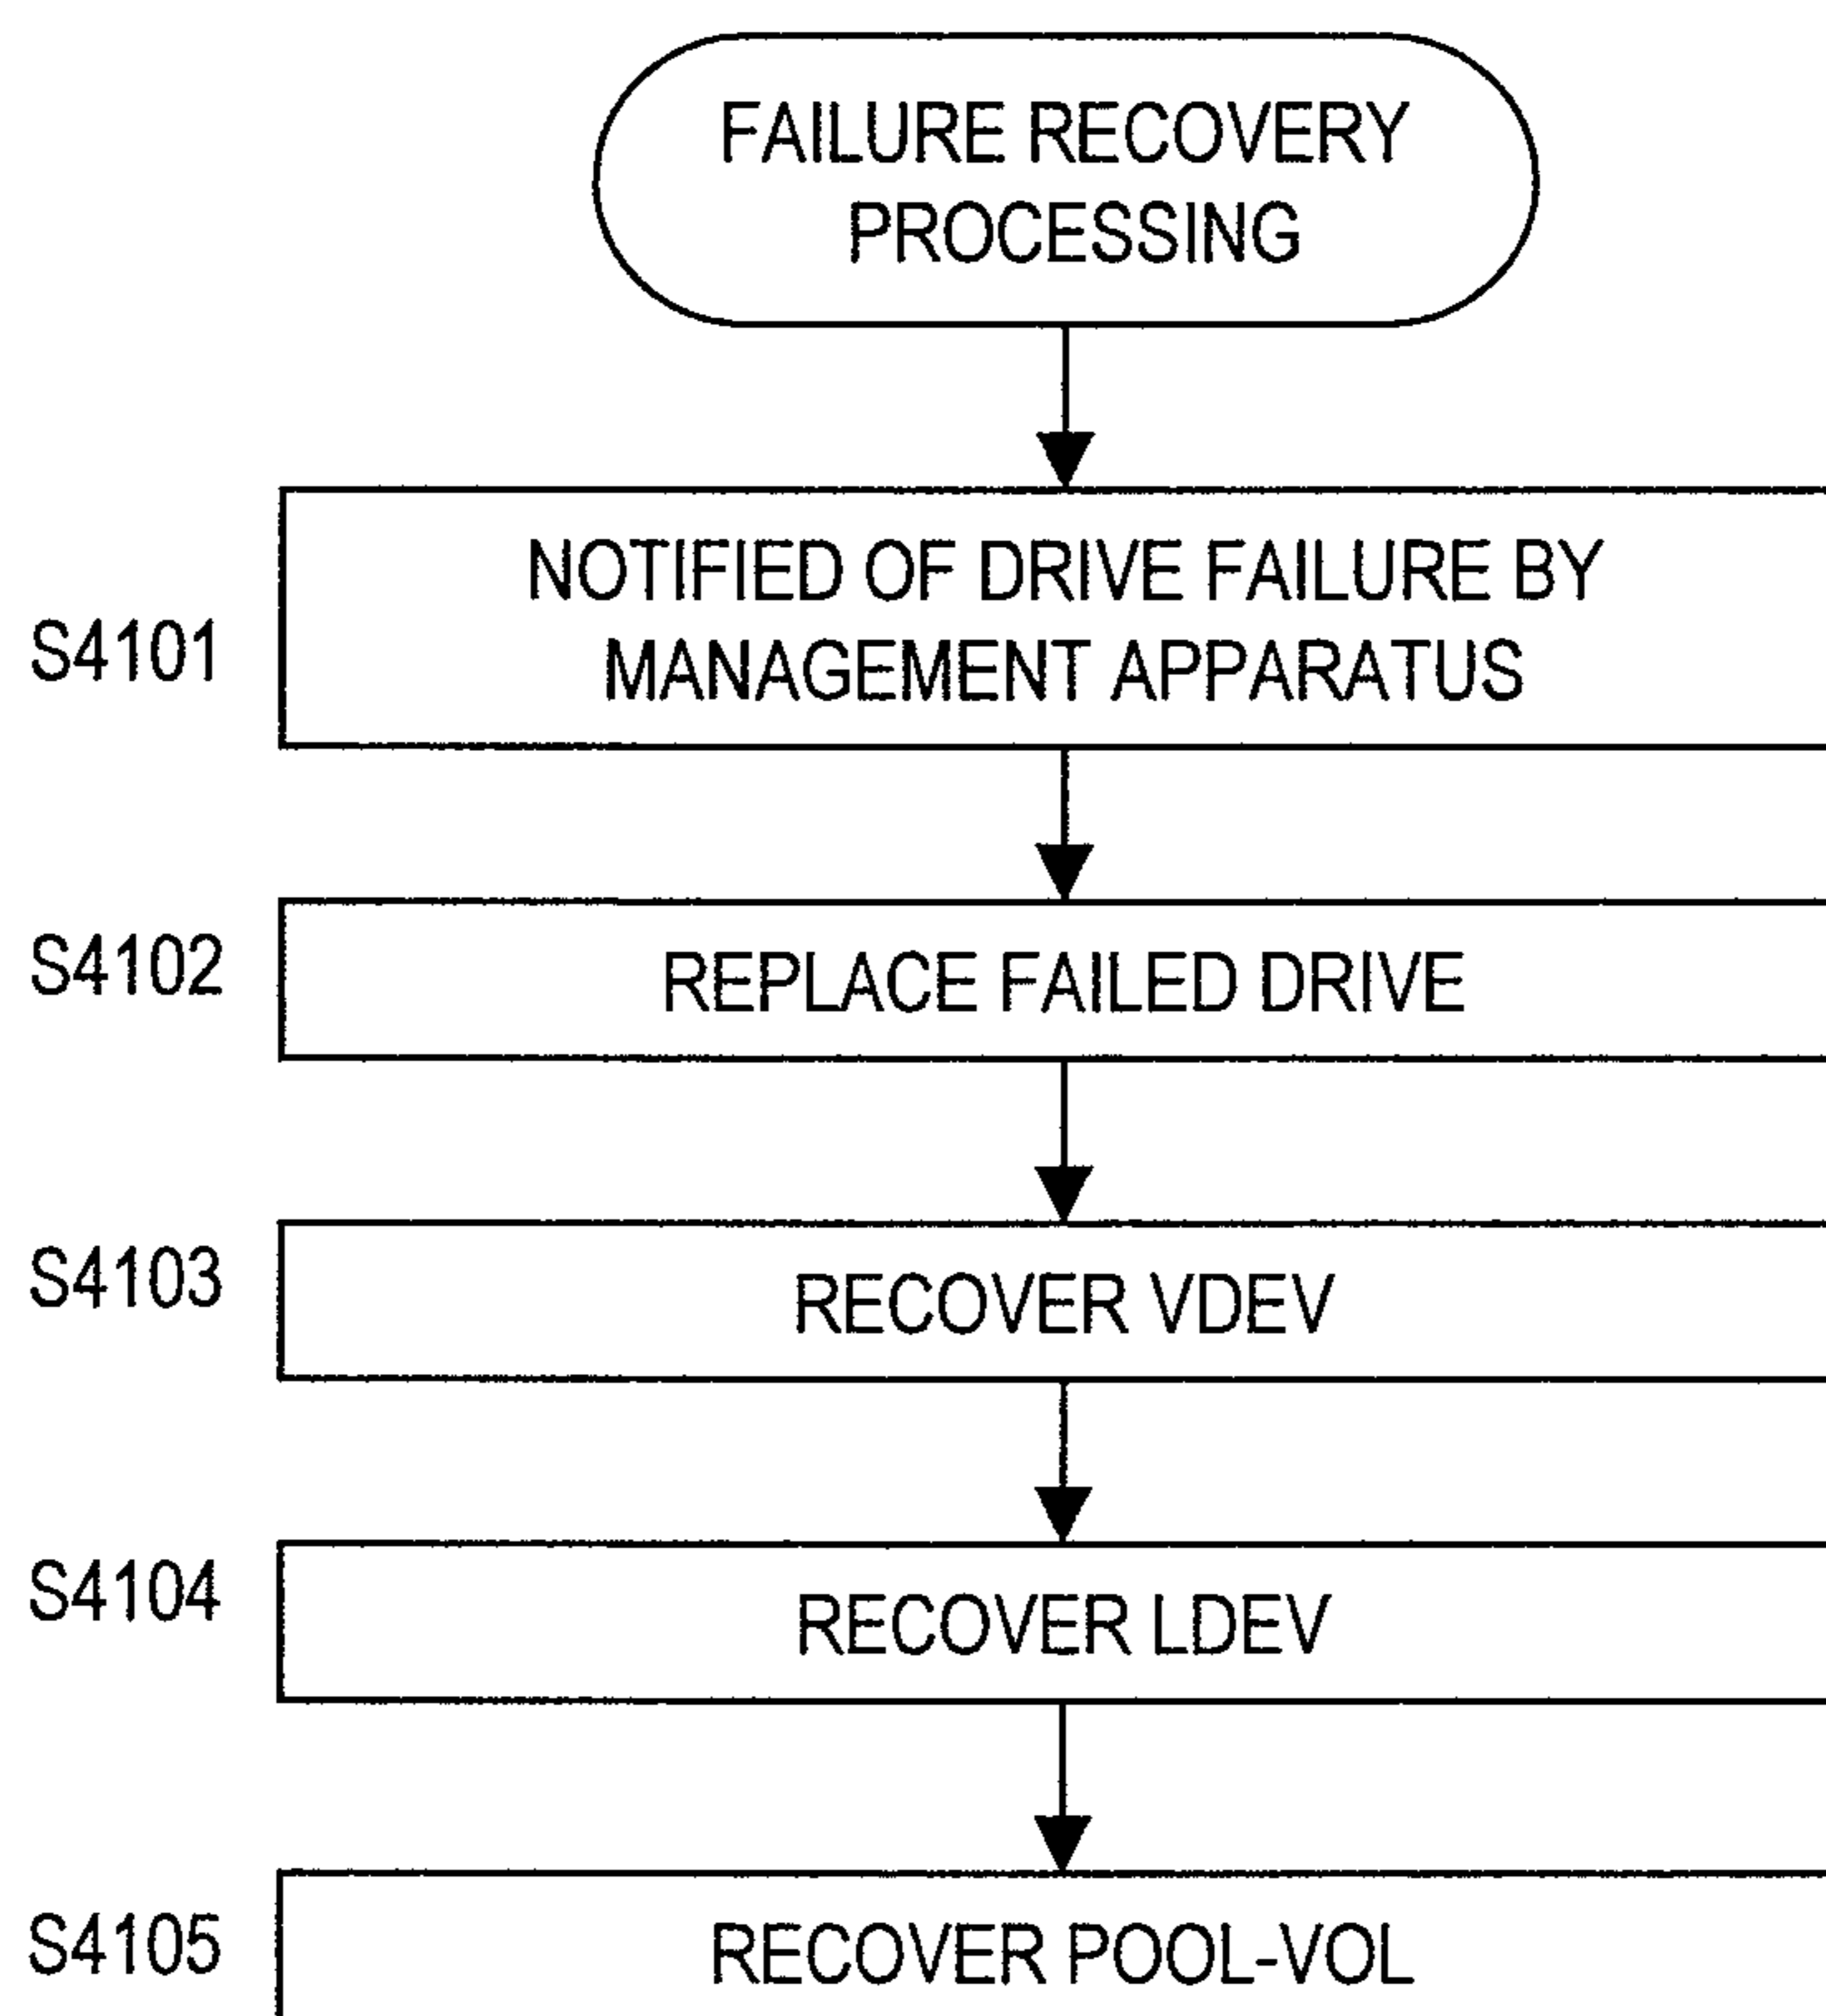 FAILURE RECOVERY
PROCESSING
S4101
NOTIFIED OF DRIVE FAILURE BY
MANAGEMENT APPARATUS
S4102
REPLACE FAILED DRIVE
S4103
RECOVER VDEV
S4104
RECOVER LDEV
S4105
RECOVER POOL-VOL